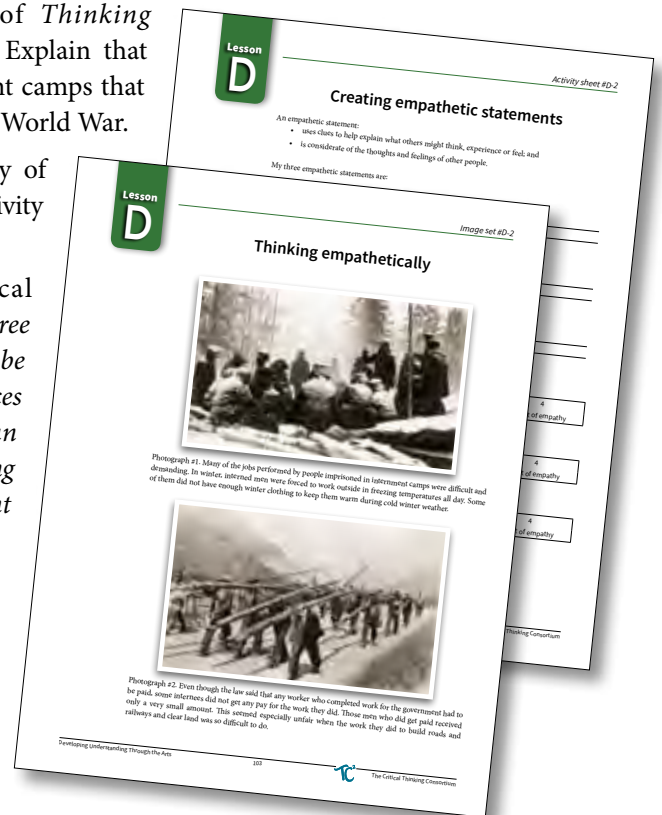 of Thinking
Explain that
nt camps that
World War.
y of
ivity
cal
ree
be
ces
an
ng
nt
Lesson
D
Activity sheet #D-2
Creating empathetic statements
An empathetic statement:
• uses clues to help explain what others might think, experience or feel; and
• is considerate of the thoughts and feelings of other people.
My three empathetic statements are:
4
of empathy
4
of empathy
4
of empathy
Thinking Consortium
Lesson
D
Image set #D-2
Thinking empathetically
Photograph #1. Many of the jobs performed by people imprisoned in internment camps were difficult and
demanding. In winter, interned men were forced to work outside in freezing temperatures all day. Some
of them did not have enough winter clothing to keep them warm during cold winter weather.
Photograph #2. Even though the law said that any worker who completed work for the government had to
be paid, some internees did not get any pay for the work they did. Those men who did get paid received
only a very small amount. This seemed especially unfair when the work they did to build roads and
railways and clear land was so difficult to do.
Developing Understanding Through the Arts
103
TC²
The Critical Thinking Consortium